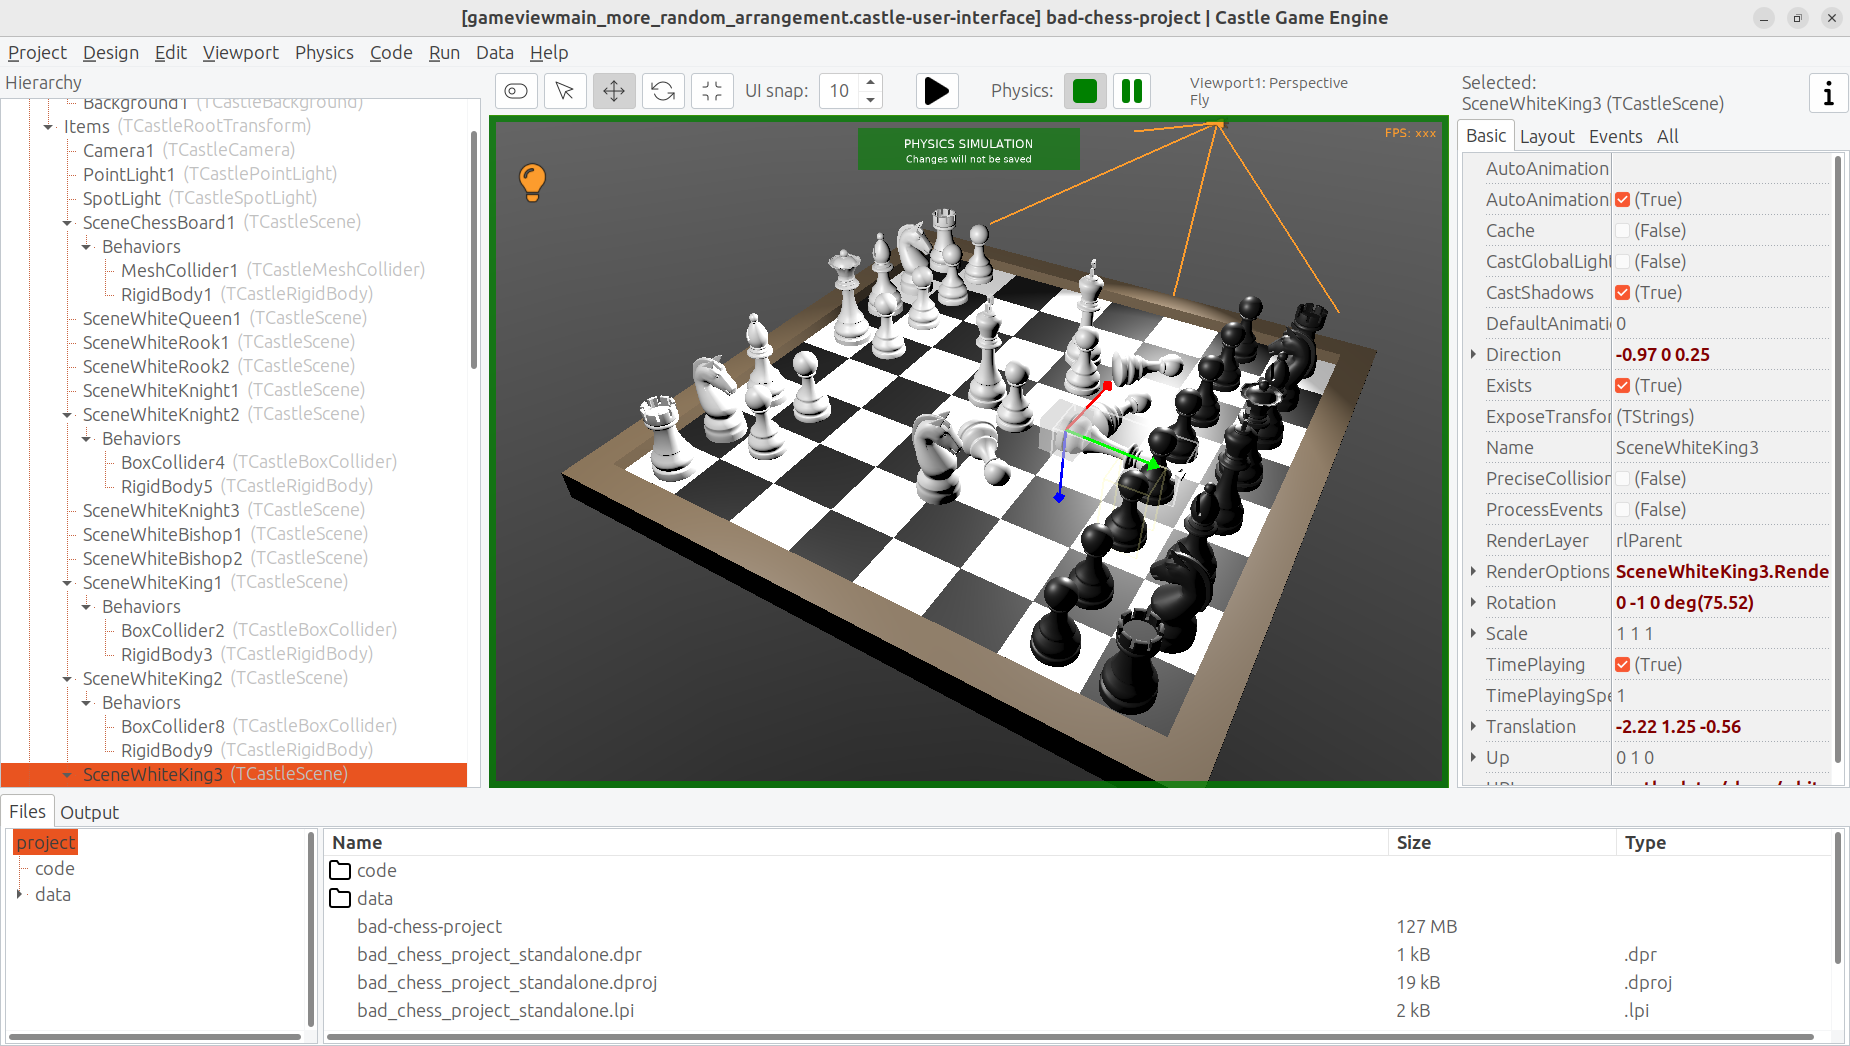 [gameviewmain_more_random_arrangement.castle-user-interface] bad-chess-project | Castle Game Engine
Project Design Edit Viewport Physics Code Run Data Help
Hierarchy
Background1 (TCastleBackground)
Items (TCastleRootTransform)
Camera1 (TCastleCamera)
PointLight1 (TCastlePointLight)
SpotLight (TCastleSpotLight)
SceneChessBoard1 (TCastleScene)
Behaviors
MeshCollider1 (TCastleMeshCollider)
RigidBody1 (TCastleRigidBody)
SceneWhiteQueen1 (TCastleScene)
SceneWhiteRook1 (TCastleScene)
SceneWhiteRook2 (TCastleScene)
SceneWhiteKnight1 (TCastleScene)
SceneWhiteKnight2 (TCastleScene)
Behaviors
BoxCollider4 (TCastleBoxCollider)
RigidBody5 (TCastleRigidBody)
SceneWhiteKnight3 (TCastleScene)
SceneWhiteBishop1 (TCastleScene)
SceneWhiteBishop2 (TCastleScene)
SceneWhiteKing1 (TCastleScene)
Behaviors
BoxCollider2 (TCastleBoxCollider)
RigidBody3 (TCastleRigidBody)
SceneWhiteKing2 (TCastleScene)
Behaviors
BoxCollider8 (TCastleBoxCollider)
RigidBody9 (TCastleRigidBody)
SceneWhiteKing3 (TCastleScene)
UI snap: 10
Physics:
Viewport1: Perspective
Fly
PHYSICS SIMULATION
Changes will not be saved
FPS: xxx
Selected:
SceneWhiteKing3 (TCastleScene)
i
Basic Layout Events All
AutoAnimation
AutoAnimation (True)
Cache (False)
CastGlobalLight (False)
CastShadows (True)
DefaultAnimati 0
Direction -0.97 0 0.25
Exists (True)
ExposeTransfor (TStrings)
Name SceneWhiteKing3
PreciseCollision (False)
ProcessEvents (False)
RenderLayer rlParent
RenderOptions SceneWhiteKing3.Rende
Rotation 0 -1 0 deg(75.52)
Scale 1 1 1
TimePlaying (True)
TimePlayingSpe 1
Translation -2.22 1.25 -0.56
Up 0 1 0
Files Output
project
code
data
Name Size Type
code
data
bad-chess-project 127 MB
bad_chess_project_standalone.dpr 1 kB .dpr
bad_chess_project_standalone.dproj 19 kB .dproj
bad_chess_project_standalone.lpi 2 kB .lpi